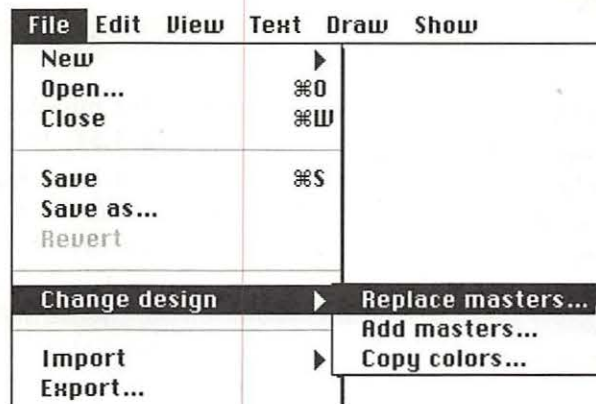 File Edit View Text Draw Show
New
Open... ⌘O
Close ⌘W
Save ⌘S
Save as...
Revert
Change design Replace masters...
Add masters...
Import Copy colors...
Export...